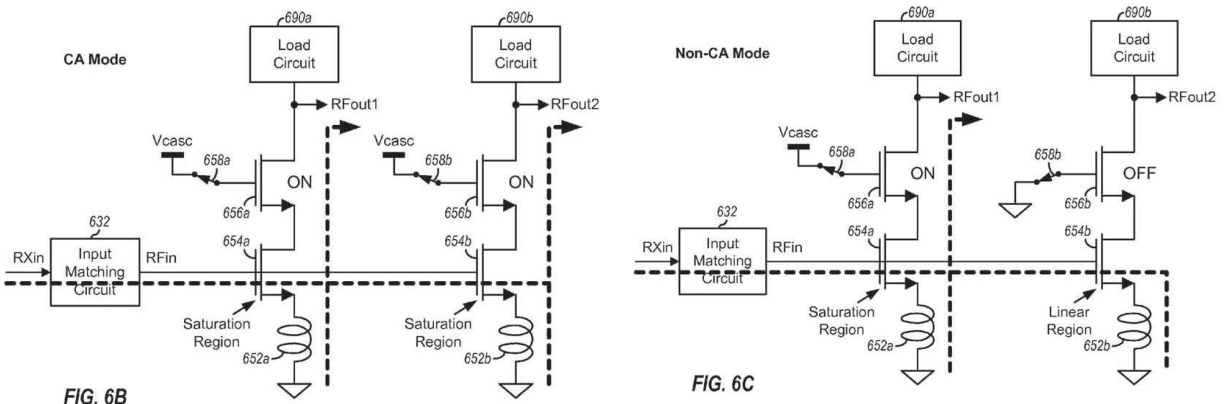 690a
Load
Circuit
690b
Load
Circuit
CA Mode
RFout1
RFout2
Vcasc
658a
ON
656a
Vcasc
658b
ON
656b
632
RXin
Input
Matching
Circuit
RFin
654a
654b
Saturation
Region
652a
Saturation
Region
652b
FIG. 6B
690a
Load
Circuit
690b
Load
Circuit
Non-CA Mode
RFout1
RFout2
Vcasc
658a
ON
656a
658b
OFF
656b
632
RXin
Input
Matching
Circuit
RFin
654a
654b
Saturation
Region
652a
Linear
Region
652b
FIG. 6C